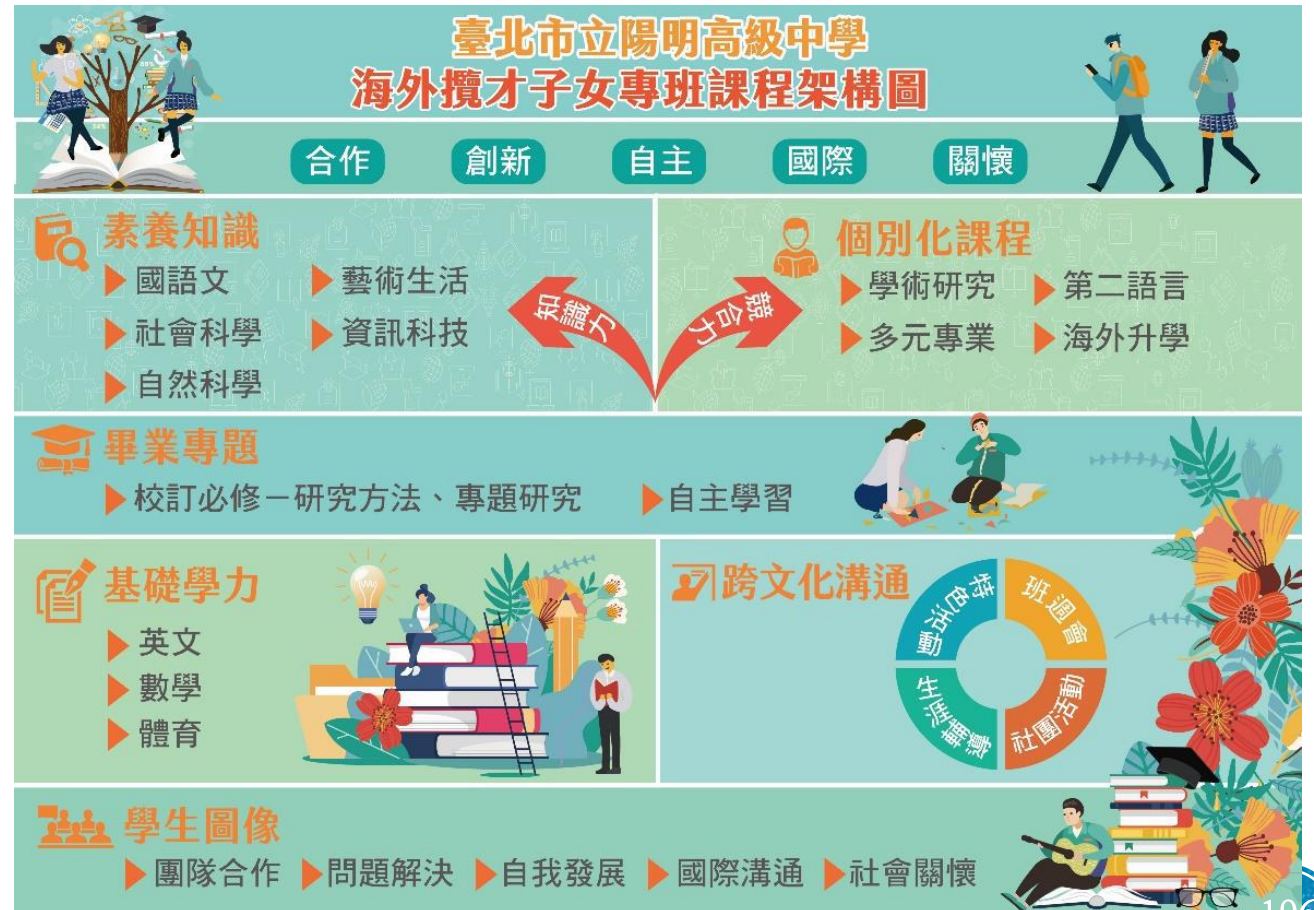 臺北市立陽明高級中學
海外攬才子女專班課程架構圖
合作 創新 自主 國際 關懷
素養知識
▶國語文 ▶藝術生活
▶社會科學 ▶資訊科技
▶自然科學
知識力
競合力
個別化課程
▶學術研究 ▶第二語言
▶多元專業 ▶海外升學
畢業專題
▶校訂必修－研究方法、專題研究 ▶自主學習
基礎學力
▶英文
▶數學
▶體育
跨文化溝通
特色活動
班週會
生涯輔導
社團活動
學生圖像
▶團隊合作 ▶問題解決 ▶自我發展 ▶國際溝通 ▶社會關懷